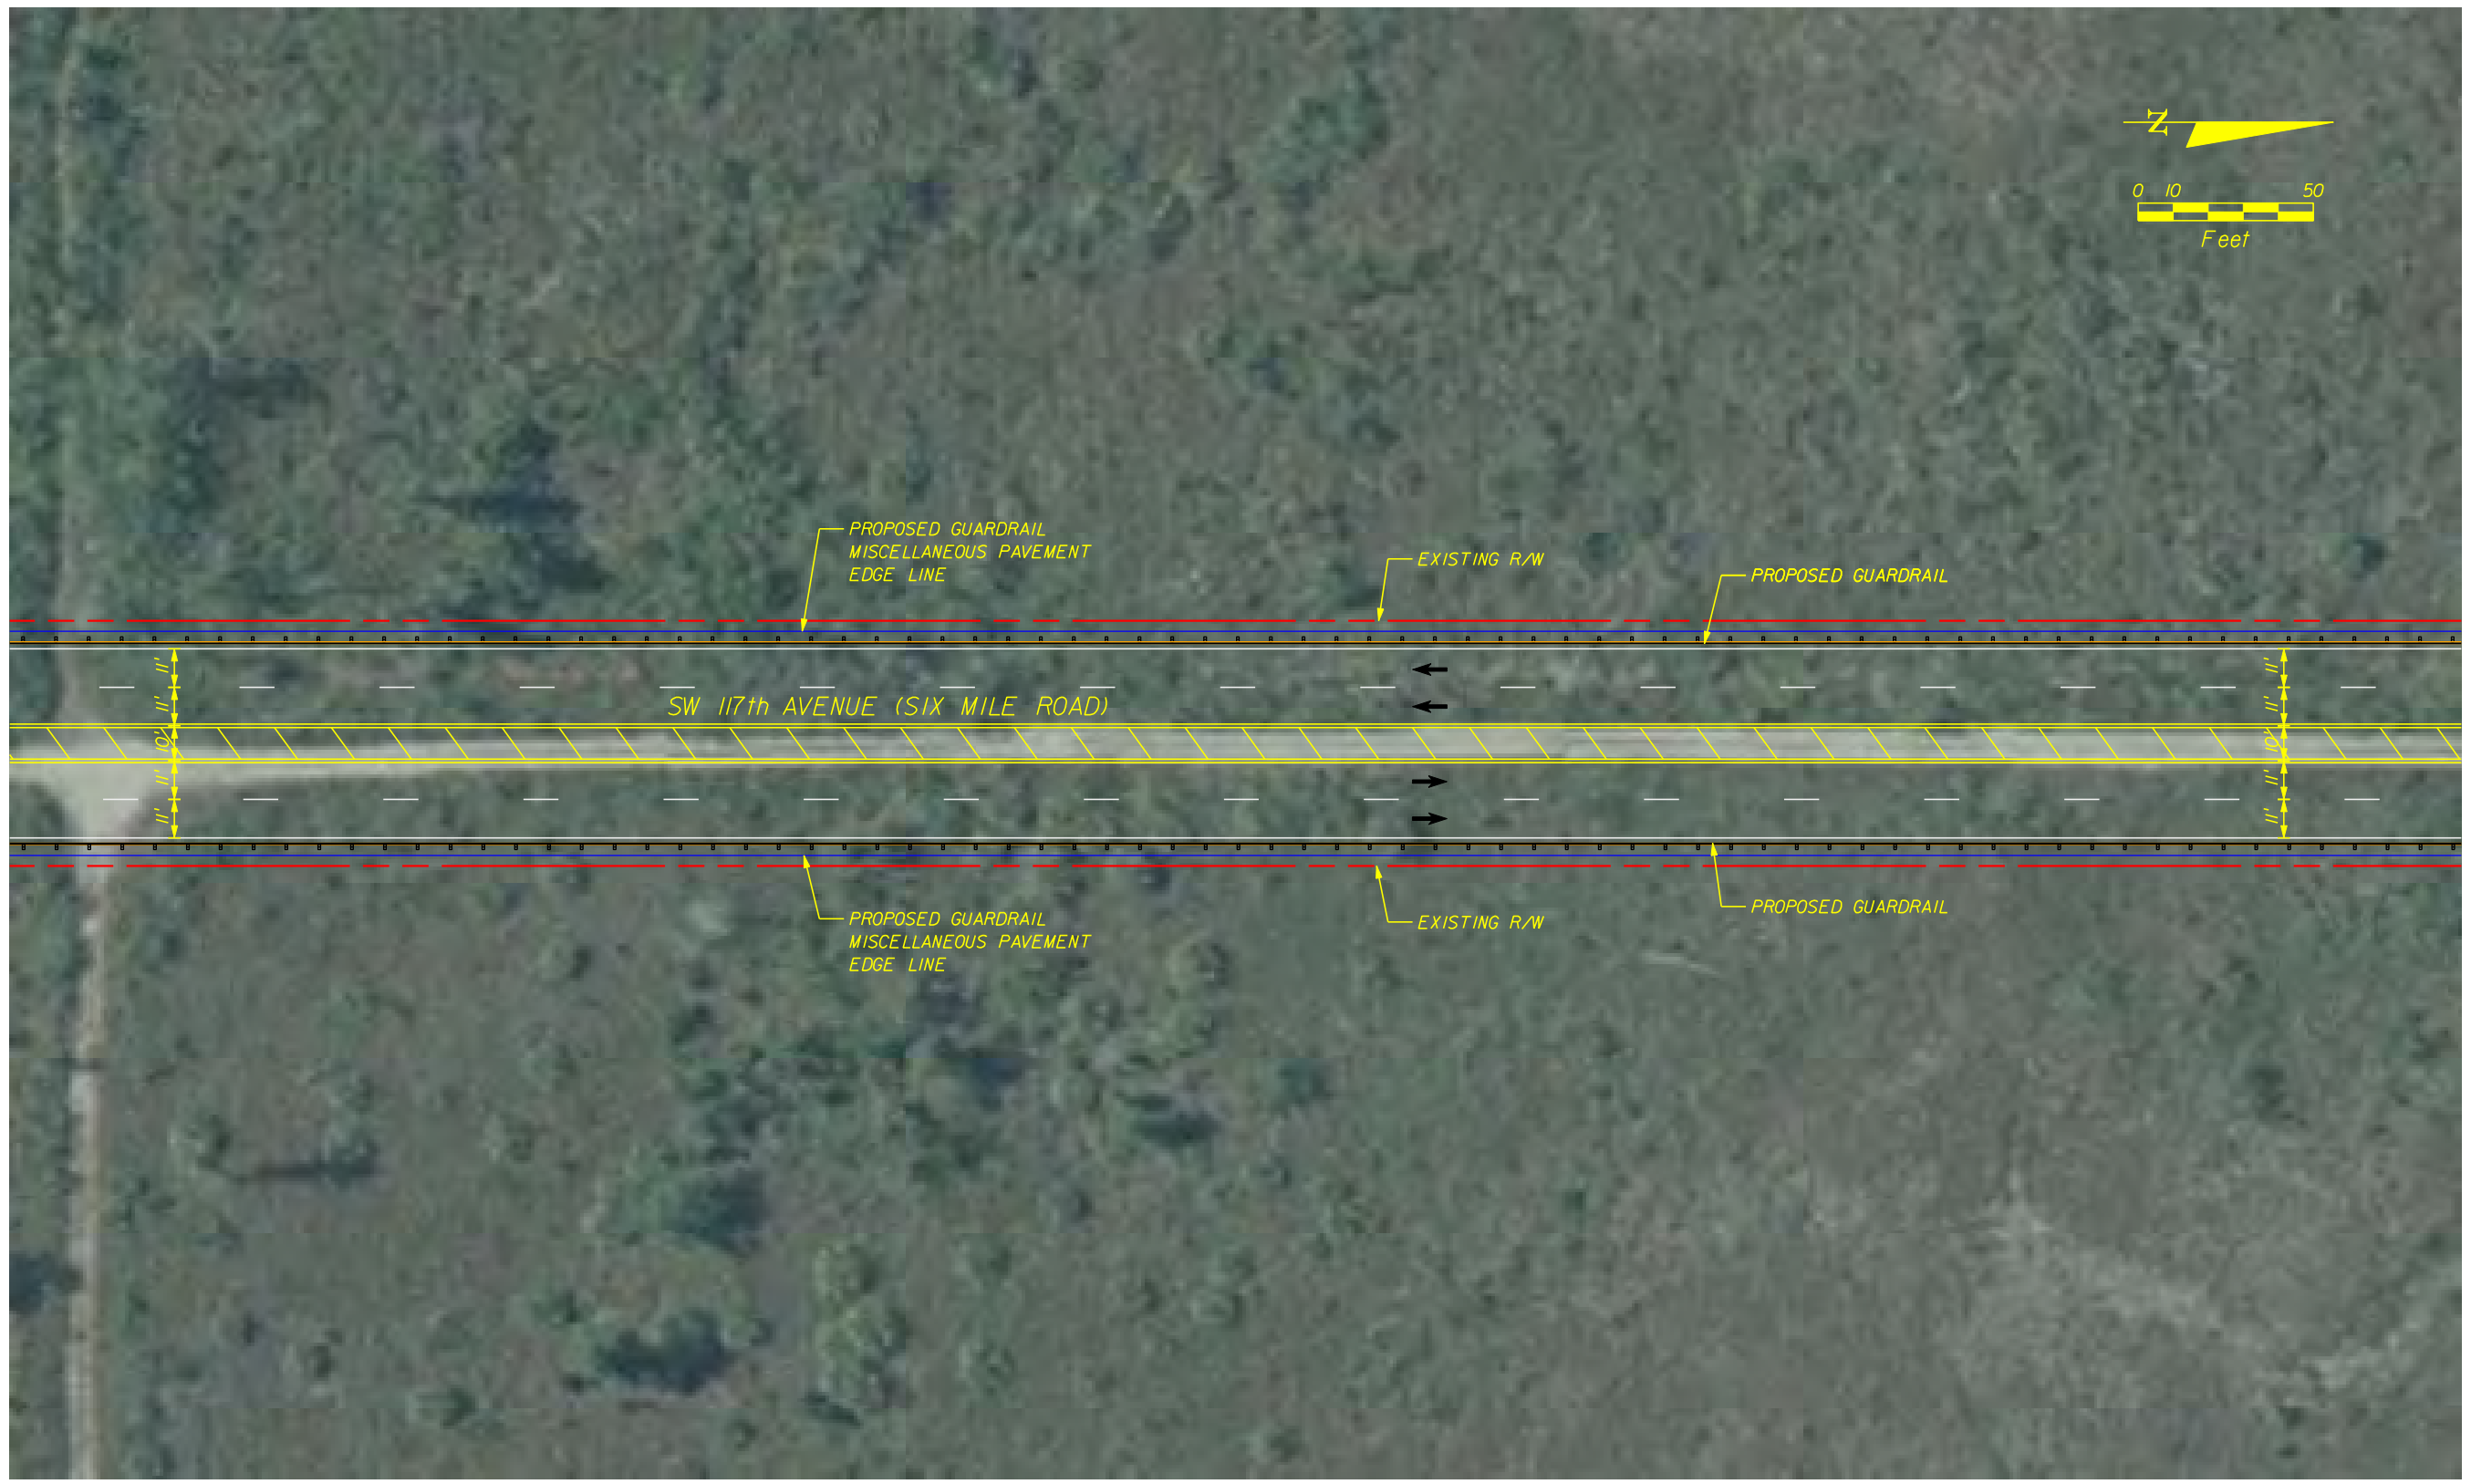 N
0 10 50
Feet
PROPOSED GUARDRAIL
MISCELLANEOUS PAVEMENT
EDGE LINE
EXISTING R/W
PROPOSED GUARDRAIL
11'
11'
SW 117th AVENUE (SIX MILE ROAD)
11'
11'
10'
10'
11'
11'
11'
11'
PROPOSED GUARDRAIL
MISCELLANEOUS PAVEMENT
EDGE LINE
EXISTING R/W
PROPOSED GUARDRAIL